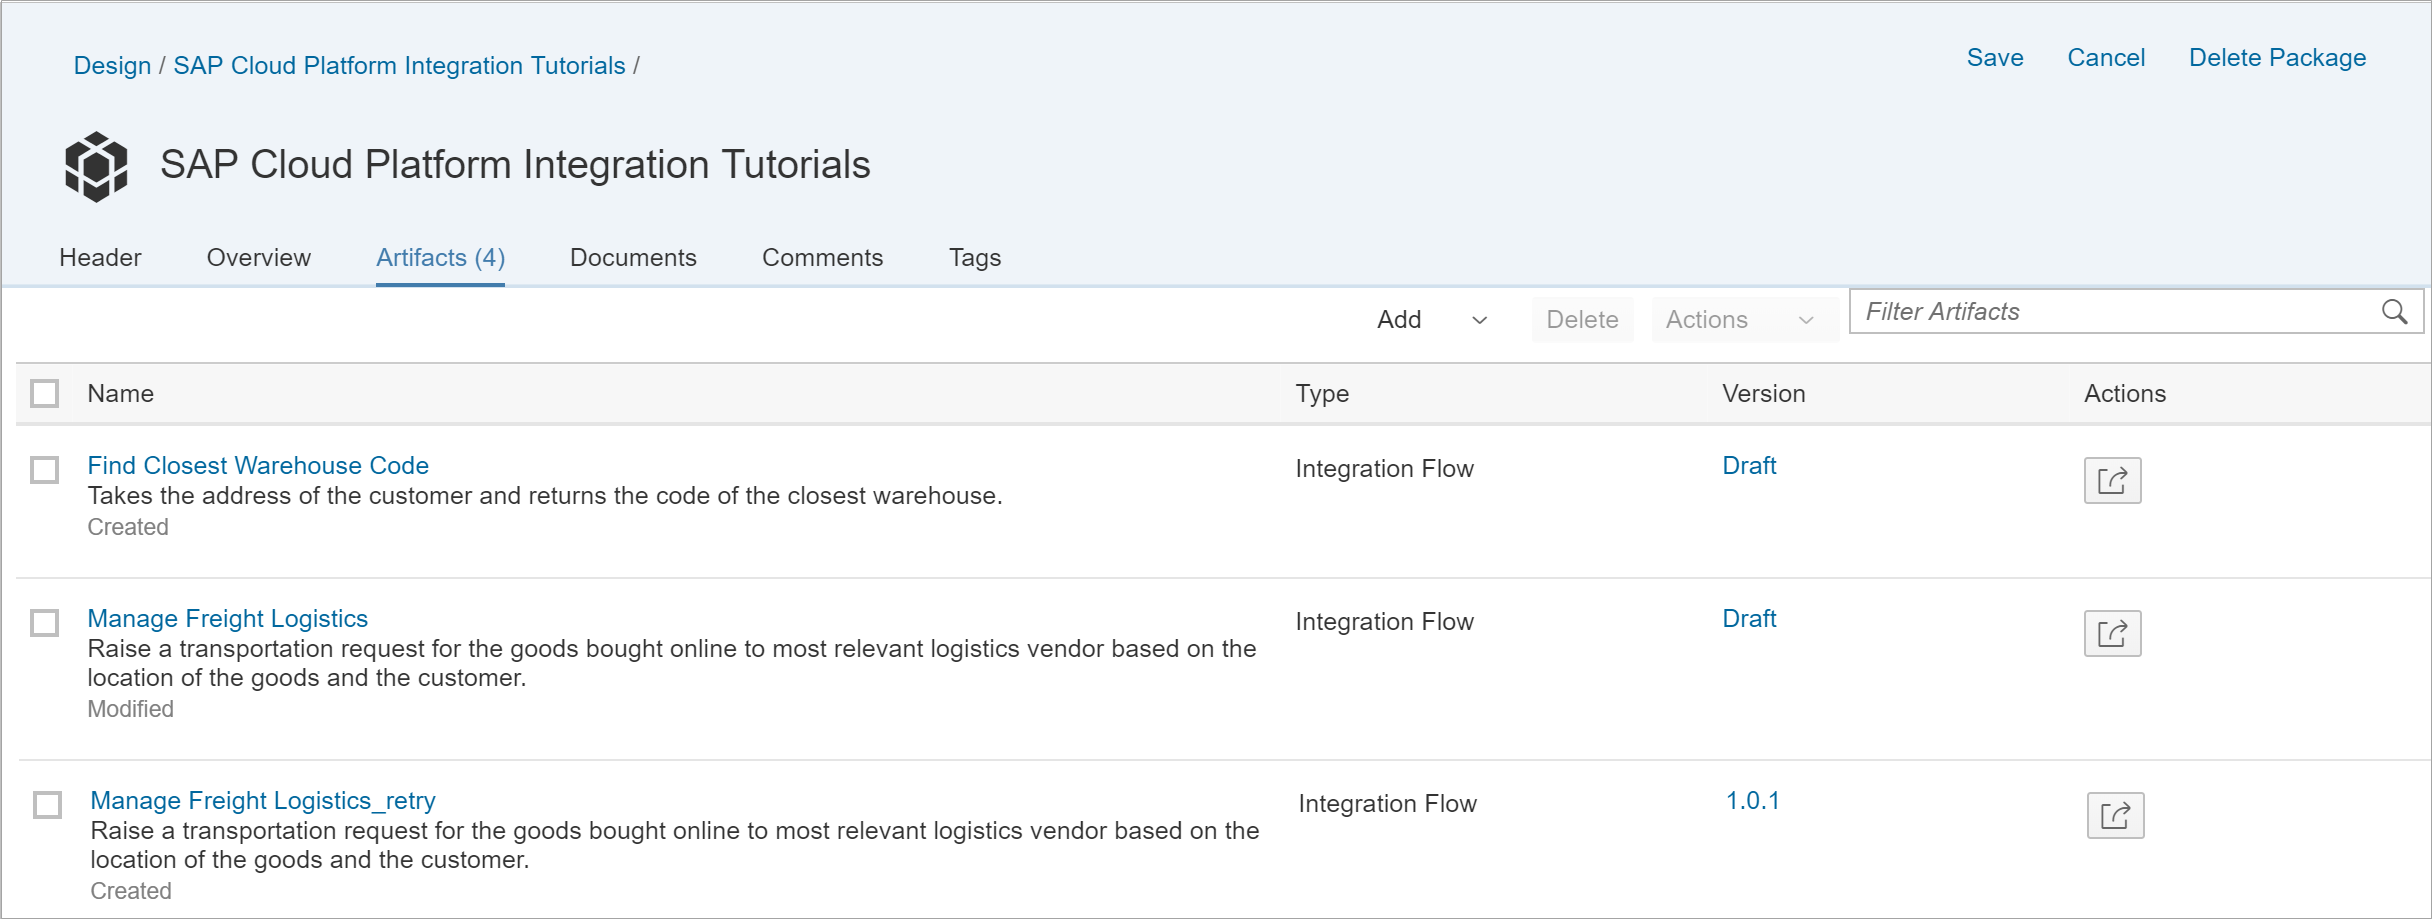 Design / SAP Cloud Platform Integration Tutorials /
Save Cancel Delete Package
SAP Cloud Platform Integration Tutorials
Header Overview Artifacts (4) Documents Comments Tags
Add Delete Actions Filter Artifacts
Name Type Version Actions
Find Closest Warehouse Code Integration Flow Draft
Takes the address of the customer and returns the code of the closest warehouse.
Created
Manage Freight Logistics Integration Flow Draft
Raise a transportation request for the goods bought online to most relevant logistics vendor based on the
location of the goods and the customer.
Modified
Manage Freight Logistics_retry Integration Flow 1.0.1
Raise a transportation request for the goods bought online to most relevant logistics vendor based on the
location of the goods and the customer.
Created